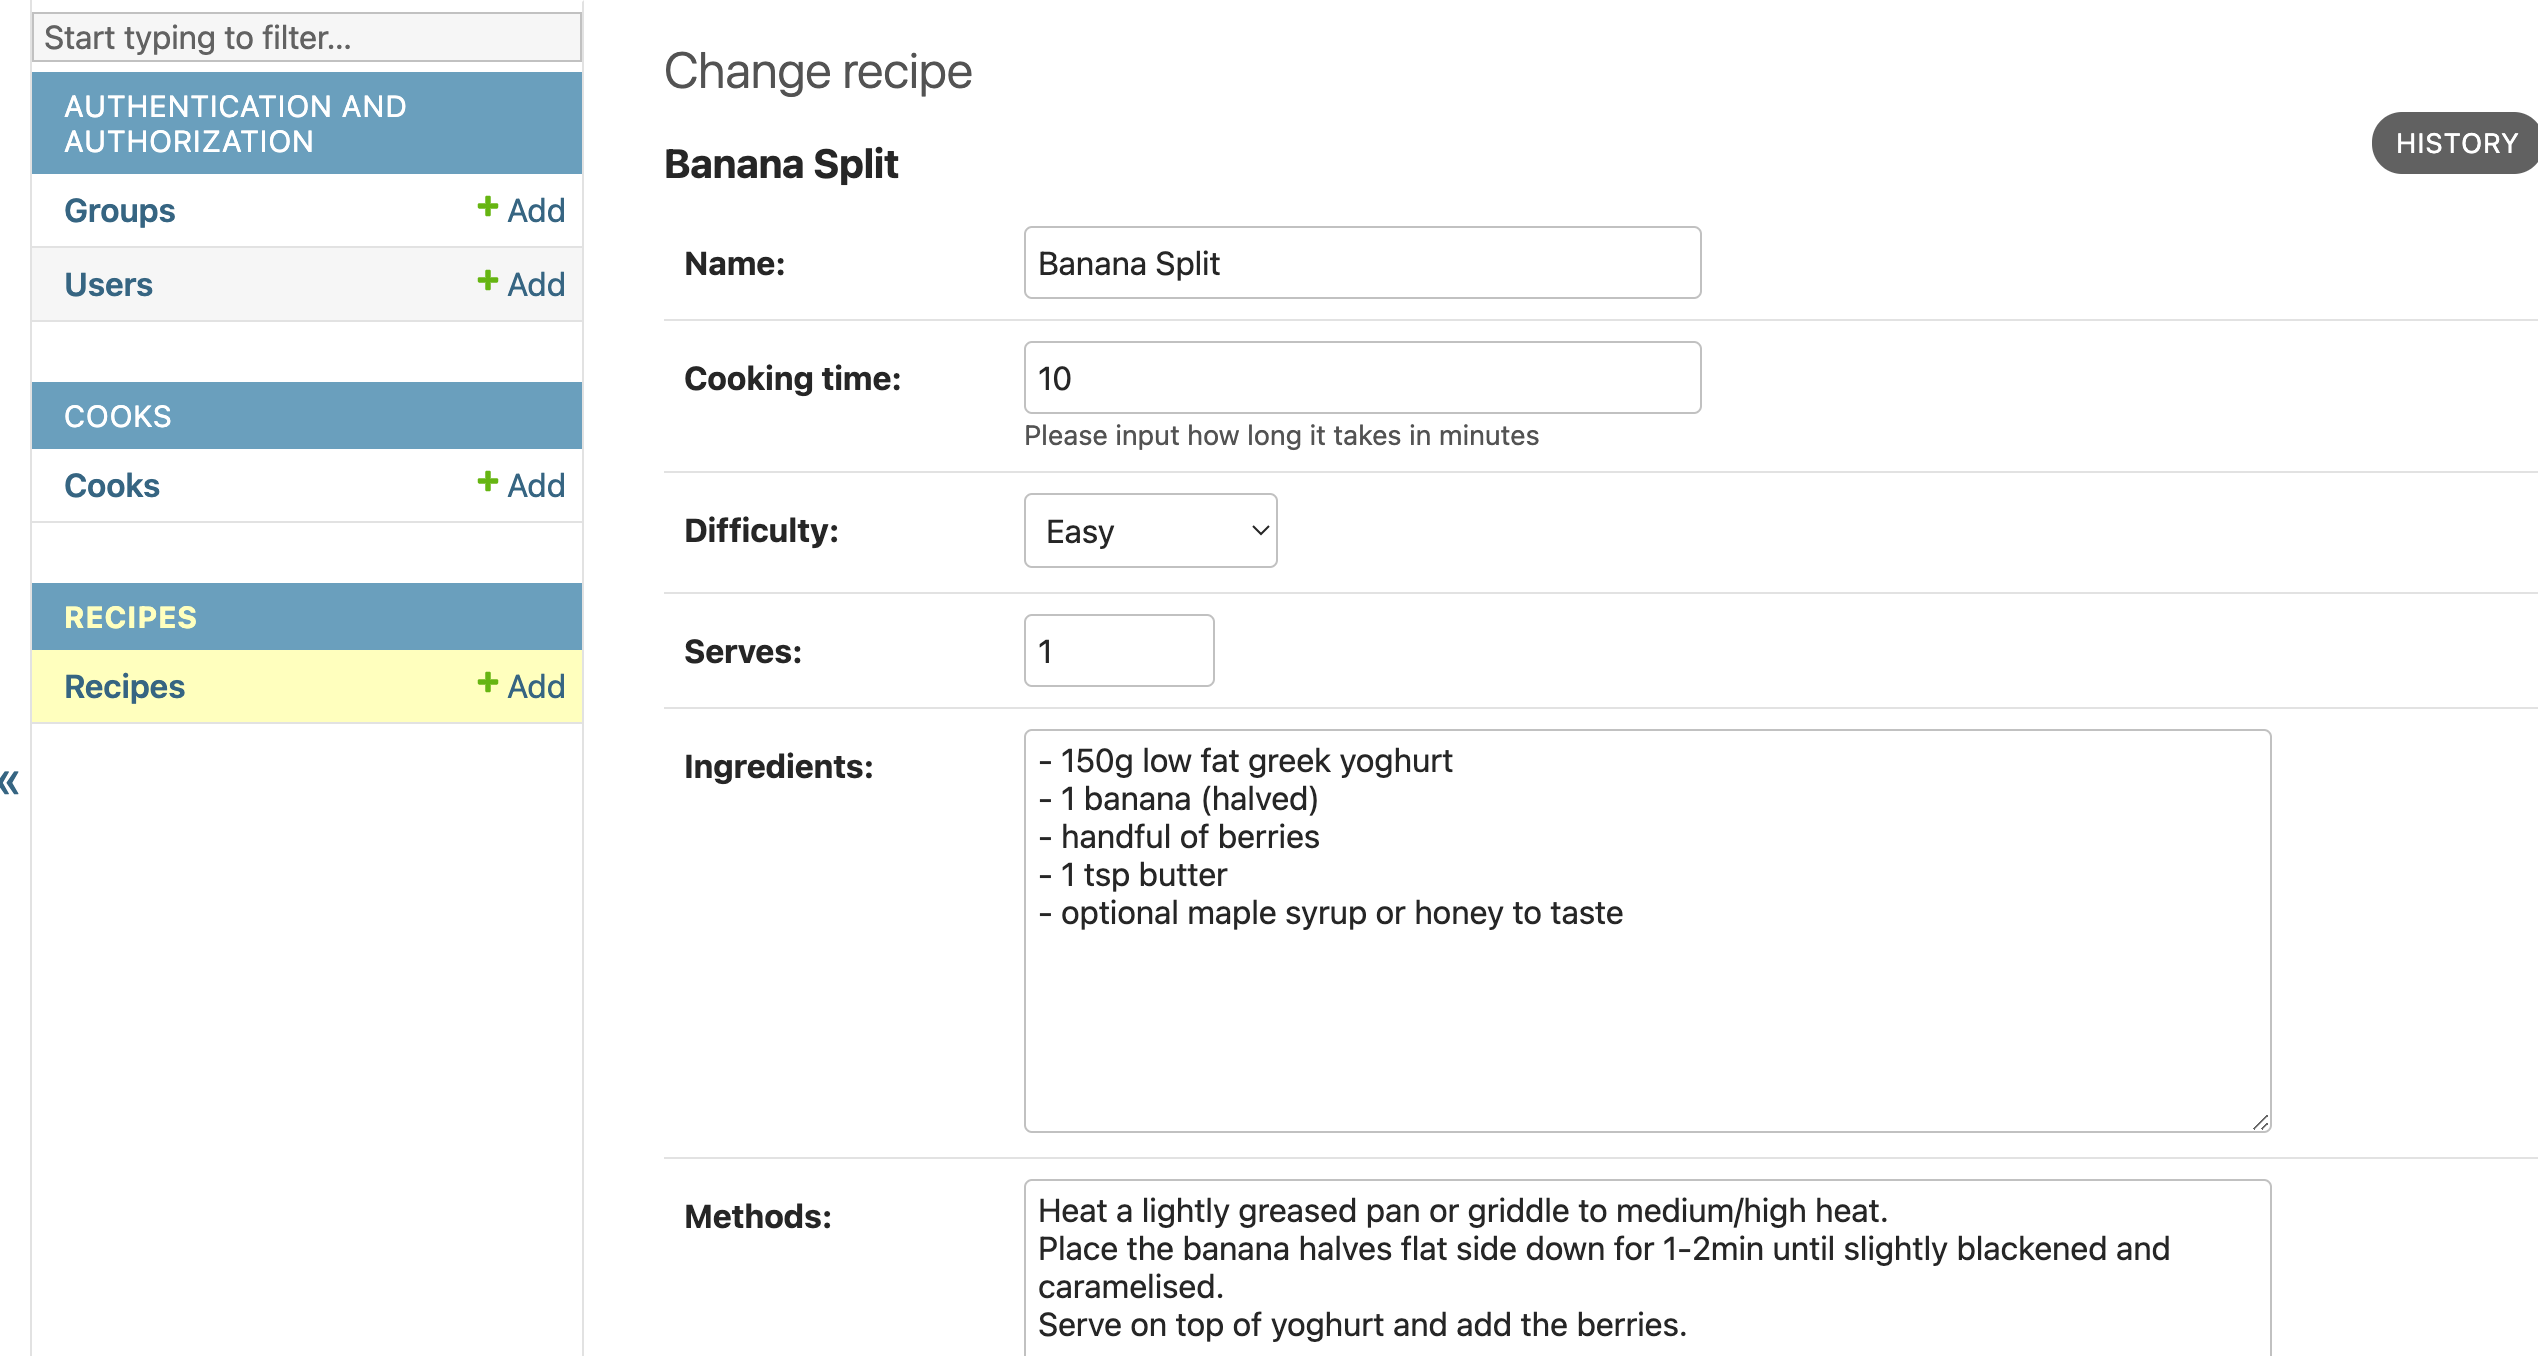 Start typing to filter...
AUTHENTICATION AND
AUTHORIZATION
Groups + Add
Users + Add
COOKS
Cooks + Add
RECIPES
Recipes + Add
«
Change recipe
HISTORY
Banana Split
Name: Banana Split
Cooking time: 10
Please input how long it takes in minutes
Difficulty: Easy
Serves: 1
Ingredients:
- 150g low fat greek yoghurt
- 1 banana (halved)
- handful of berries
- 1 tsp butter
- optional maple syrup or honey to taste
Methods:
Heat a lightly greased pan or griddle to medium/high heat.
Place the banana halves flat side down for 1-2min until slightly blackened and
caramelised.
Serve on top of yoghurt and add the berries.